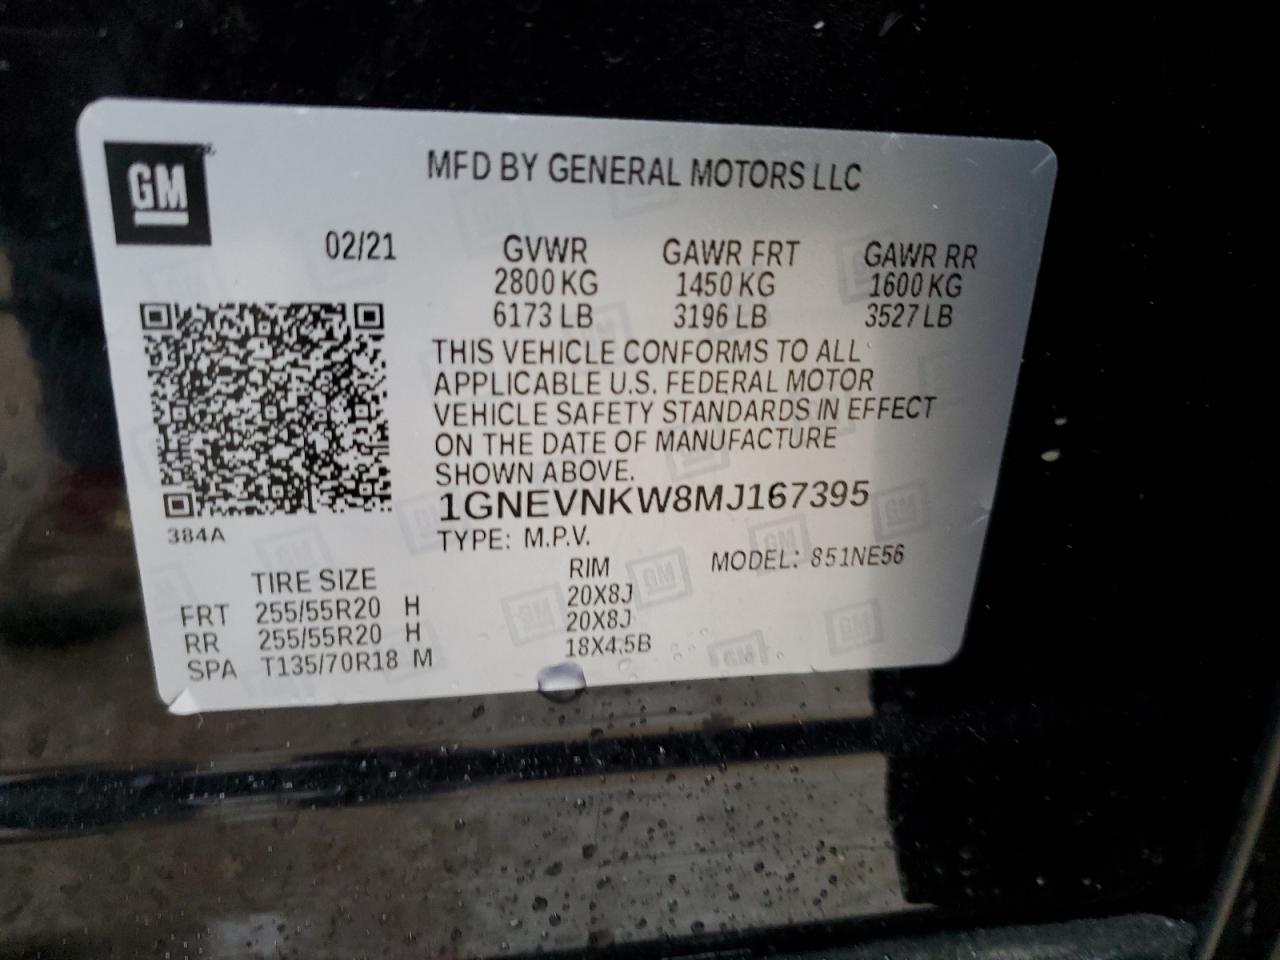 GM
MFD BY GENERAL MOTORS LLC
02/21
GVWR GAWR FRT GAWR RR
2800 KG 1450 KG 1600 KG
6173 LB 3196 LB 3527 LB
THIS VEHICLE CONFORMS TO ALL
APPLICABLE U.S. FEDERAL MOTOR
VEHICLE SAFETY STANDARDS IN EFFECT
ON THE DATE OF MANUFACTURE
SHOWN ABOVE.
1GNEVNKW8MJ167395
384A
TYPE: M.P.V. MODEL: 851NE56
TIRE SIZE RIM
FRT 255/55R20 H 20X8J
RR 255/55R20 H 20X8J
SPA T135/70R18 M 18X4.5B